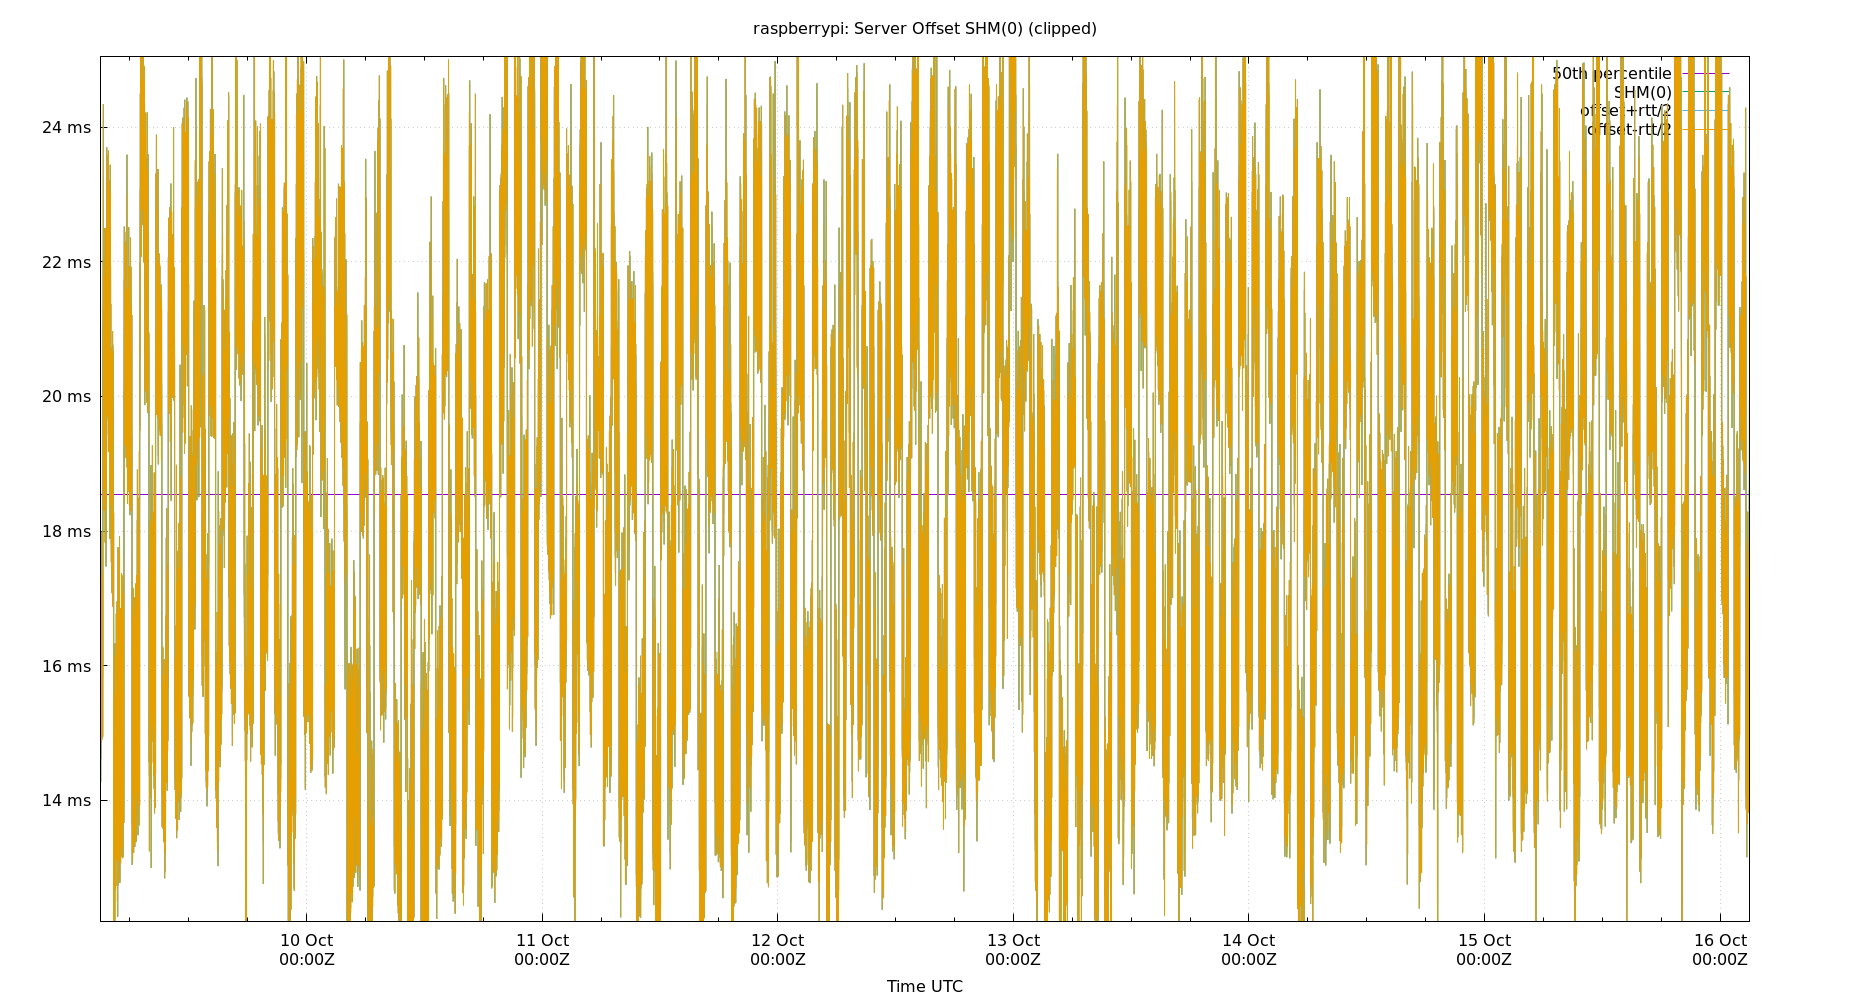 raspberrypi: Server Offset SHM(0) (clipped)
50th percentile
SHM(0)
offset+rtt/2
offset-rtt/2
24 ms
22 ms
20 ms
18 ms
16 ms
14 ms
10 Oct 11 Oct 12 Oct 13 Oct 14 Oct 15 Oct 16 Oct
00:00Z 00:00Z 00:00Z 00:00Z 00:00Z 00:00Z 00:00Z
Time UTC